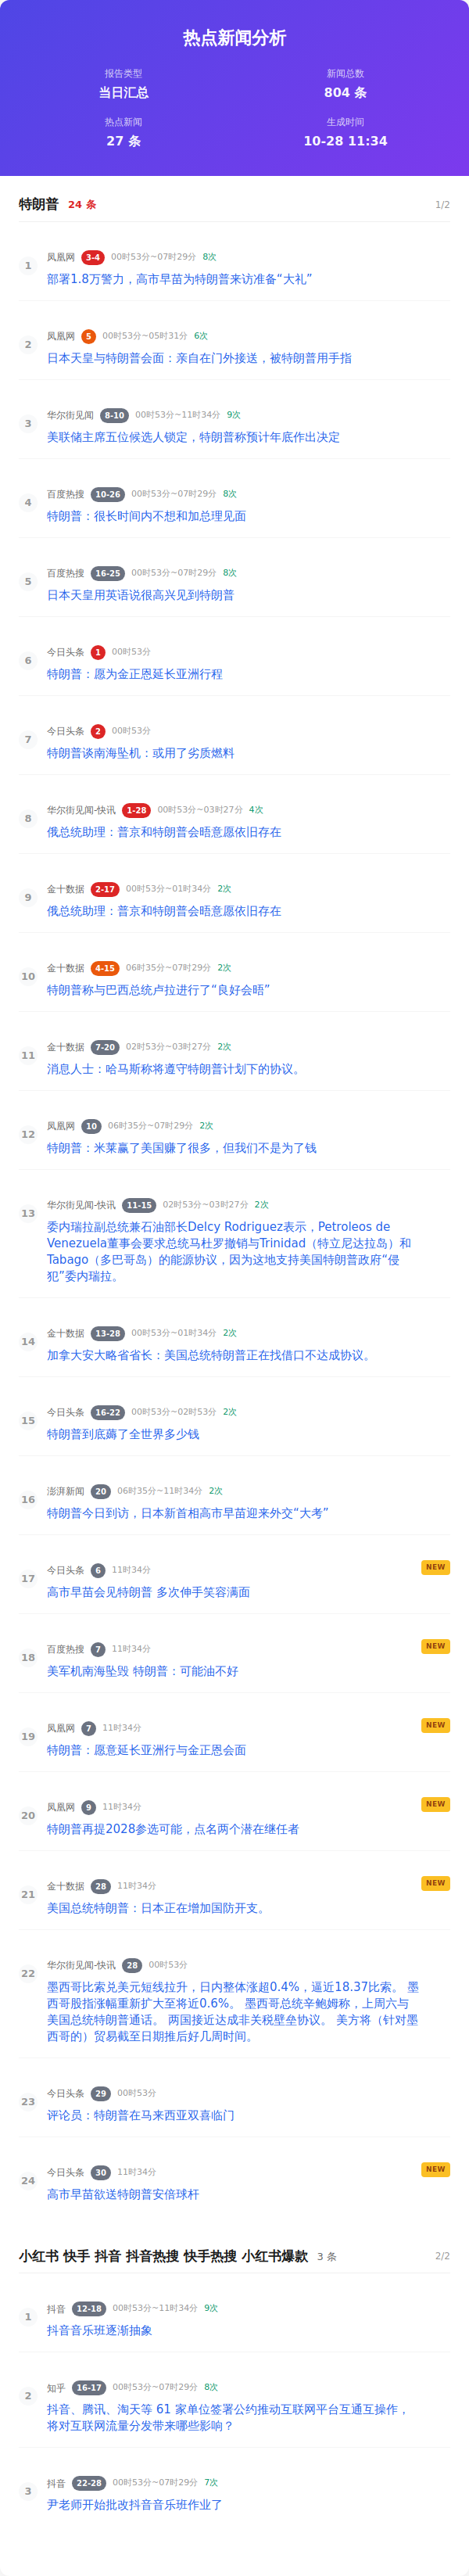 热点新闻分析
报告类型
当日汇总
新闻总数
804 条
热点新闻
27 条
生成时间
10-28 11:34
特朗普 24 条 1/2
1 凤凰网 3-4 00时53分~07时29分 8次
部署1.8万警力，高市早苗为特朗普来访准备“大礼”
2 凤凰网 5 00时53分~05时31分 6次
日本天皇与特朗普会面：亲自在门外接送，被特朗普用手指
3 华尔街见闻 8-10 00时53分~11时34分 9次
美联储主席五位候选人锁定，特朗普称预计年底作出决定
4 百度热搜 10-26 00时53分~07时29分 8次
特朗普：很长时间内不想和加总理见面
5 百度热搜 16-25 00时53分~07时29分 8次
日本天皇用英语说很高兴见到特朗普
6 今日头条 1 00时53分
特朗普：愿为金正恩延长亚洲行程
7 今日头条 2 00时53分
特朗普谈南海坠机：或用了劣质燃料
8 华尔街见闻-快讯 1-28 00时53分~03时27分 4次
俄总统助理：普京和特朗普会晤意愿依旧存在
9 金十数据 2-17 00时53分~01时34分 2次
俄总统助理：普京和特朗普会晤意愿依旧存在
10 金十数据 4-15 06时35分~07时29分 2次
特朗普称与巴西总统卢拉进行了“良好会晤”
11 金十数据 7-20 02时53分~03时27分 2次
消息人士：哈马斯称将遵守特朗普计划下的协议。
12 凤凰网 10 06时35分~07时29分 2次
特朗普：米莱赢了美国赚了很多，但我们不是为了钱
13 华尔街见闻-快讯 11-15 02时53分~03时27分 2次
委内瑞拉副总统兼石油部长Delcy Rodriguez表示，Petroleos de
Venezuela董事会要求总统马杜罗撤销与Trinidad（特立尼达拉岛）和
Tabago（多巴哥岛）的能源协议，因为这地支持美国特朗普政府“侵
犯”委内瑞拉。
14 金十数据 13-28 00时53分~01时34分 2次
加拿大安大略省省长：美国总统特朗普正在找借口不达成协议。
15 今日头条 16-22 00时53分~02时53分 2次
特朗普到底薅了全世界多少钱
16 澎湃新闻 20 06时35分~11时34分 2次
特朗普今日到访，日本新首相高市早苗迎来外交“大考”
17 今日头条 6 11时34分 NEW
高市早苗会见特朗普 多次伸手笑容满面
18 百度热搜 7 11时34分 NEW
美军机南海坠毁 特朗普：可能油不好
19 凤凰网 7 11时34分 NEW
特朗普：愿意延长亚洲行与金正恩会面
20 凤凰网 9 11时34分 NEW
特朗普再提2028参选可能，点名两个潜在继任者
21 金十数据 28 11时34分 NEW
美国总统特朗普：日本正在增加国防开支。
22 华尔街见闻-快讯 28 00时53分
墨西哥比索兑美元短线拉升，日内整体涨超0.4%，逼近18.37比索。 墨
西哥股指涨幅重新扩大至将近0.6%。 墨西哥总统辛鲍姆称，上周六与
美国总统特朗普通话。 两国接近达成非关税壁垒协议。 美方将（针对墨
西哥的）贸易截至日期推后好几周时间。
23 今日头条 29 00时53分
评论员：特朗普在马来西亚双喜临门
24 今日头条 30 11时34分 NEW
高市早苗欲送特朗普安倍球杆
小红书 快手 抖音 抖音热搜 快手热搜 小红书爆款 3 条 2/2
1 抖音 12-18 00时53分~11时34分 9次
抖音音乐班逐渐抽象
2 知乎 16-17 00时53分~07时29分 8次
抖音、腾讯、淘天等 61 家单位签署公约推动互联网平台互通互操作，
将对互联网流量分发带来哪些影响？
3 抖音 22-28 00时53分~07时29分 7次
尹老师开始批改抖音音乐班作业了